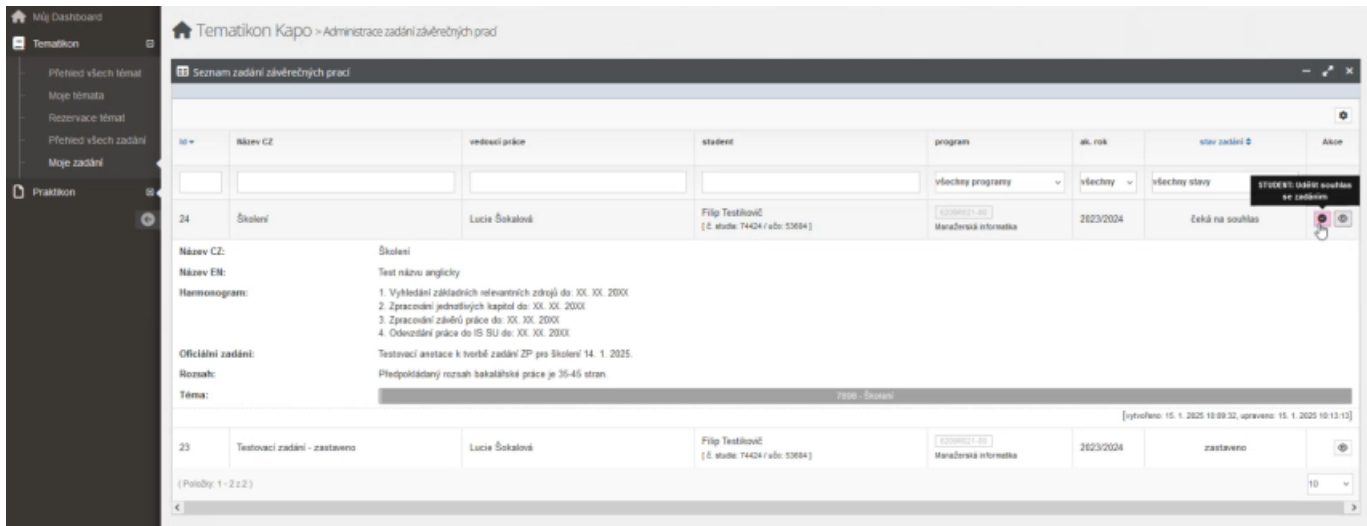 Můj Dashboard
Tematikon
Přehled všech témat
Moje témata
Rezervace témat
Přehled všech zadání
Moje zadání
Praktikon
Tematikon Kapo > Administrace zadání závěrečných prací
Seznam zadání závěrečných prací
Id Název CZ vedoucí práce student program ak. rok stav zadání Akce
všechny programy všechny všechny stavy
STUDENT: Udělit souhlas
se zadáním
24 Školení Lucie Šokalová Filip Testikovič 2023/2024 čeká na souhlas
[ č. studia: 74424 / učo: 53604 ] Manažerská informatika
Název CZ: Školení
Název EN: Test názvu anglicky
Harmonogram: 1. Vyhledání základních relevantních zdrojů do: XX. XX. 20XX
2. Zpracování jednotlivých kapitol do: XX. XX. 20XX
3. Zpracování závěrů práce do: XX. XX. 20XX
4. Odevzdání práce do IS SU do: XX. XX. 20XX
Oficiální zadání: Testovací anotace k tvorbě zadání ZP pro školení 14. 1. 2025.
Rozsah: Předpokládaný rozsah bakalářské práce je 35-45 stran.
Téma: - Školení
[vytvořeno: 15. 1. 2025 10:09:32, upraveno: 15. 1. 2025 10:13:13]
23 Testovací zadání - zastaveno Lucie Šokalová Filip Testikovič 2023/2024 zastaveno
[ č. studia: 74424 / učo: 53604 ] Manažerská informatika
( Položky: 1 - 2 z 2 ) 10